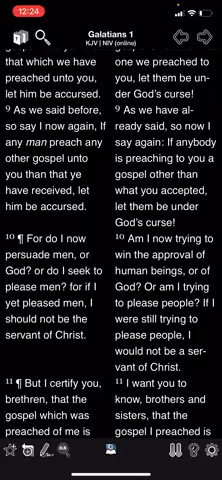 12:24
Galatians 1
KJV | NIV (online)
that which we have
preached unto you,
let him be accursed.
9 As we said before,
so say I now again, If
any man preach any
other gospel unto
you than that ye
have received, let
him be accursed.
10 ¶ For do I now
persuade men, or
God? or do I seek to
please men? for if I
yet pleased men, I
should not be the
servant of Christ.
11 ¶ But I certify you,
brethren, that the
gospel which was
preached of me is
one we preached to
you, let them be un-
der God's curse!
9 As we have al-
ready said, so now I
say again: If anybody
is preaching to you a
gospel other than
what you accepted,
let them be under
God's curse!
10 Am I now trying to
win the approval of
human beings, or of
God? Or am I trying
to please people? If I
were still trying to
please people, I
would not be a ser-
vant of Christ.
11 I want you to
know, brothers and
sisters, that the
gospel I preached is